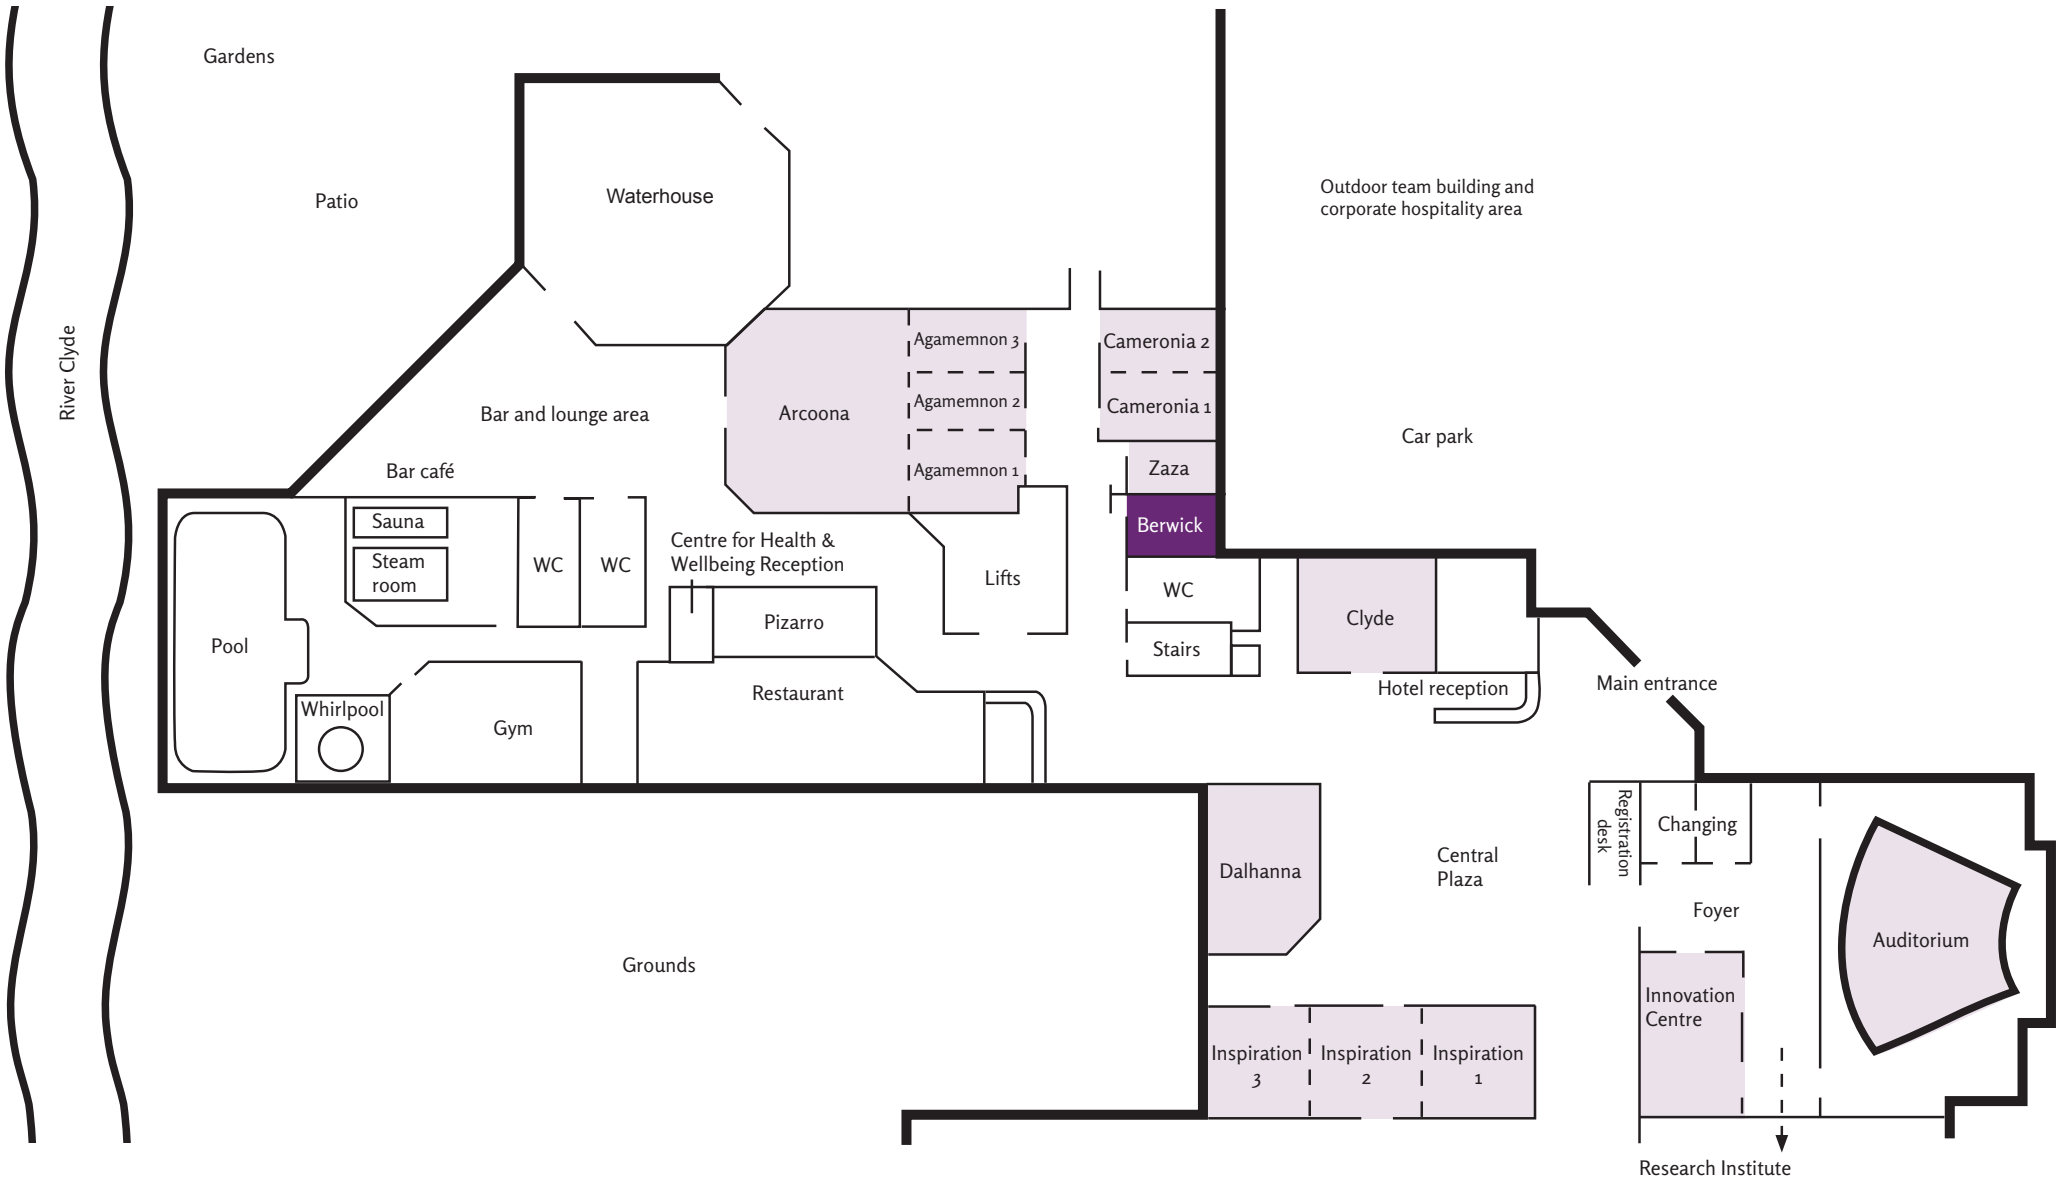 Gardens
Patio
River Clyde
Waterhouse
Outdoor team building and
corporate hospitality area
Agamemnon 3
Agamemnon 2
Agamemnon 1
Arcoona
Cameronia 2
Cameronia 1
Zaza
Berwick
Car park
Bar and lounge area
Bar café
Sauna
Steam
room
WC
WC
Centre for Health &
Wellbeing Reception
Pizarro
Lifts
WC
Stairs
Clyde
Hotel reception
Main entrance
Pool
Whirlpool
Gym
Restaurant
Dalhanna
Central
Plaza
Registration
desk
Changing
Foyer
Auditorium
Innovation
Centre
Grounds
Inspiration
3
Inspiration
2
Inspiration
1
Research Institute